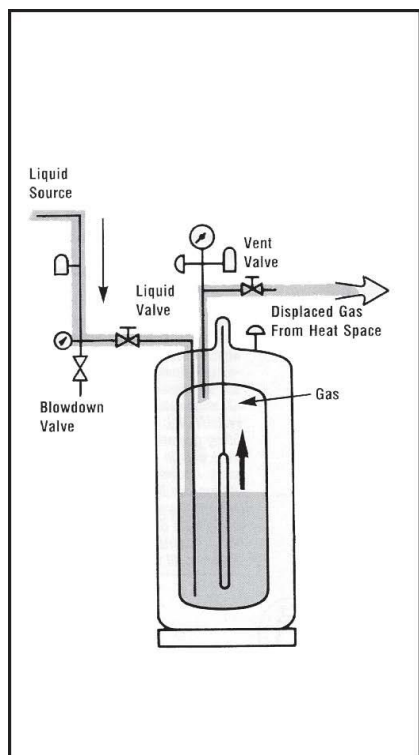 Liquid
Source
Vent
Valve
Liquid
Valve
Displaced Gas
From Heat Space
Gas
Blowdown
Valve